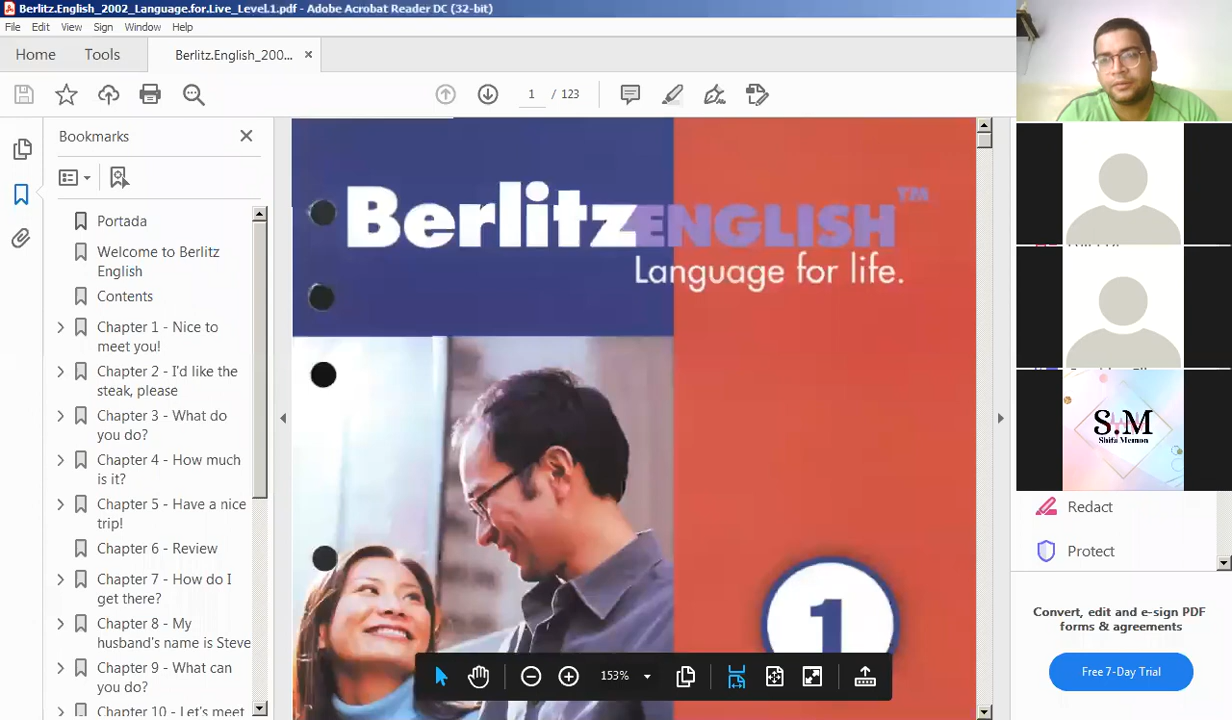 Berlitz.English_2002_Language.for.Live_Level.1.pdf - Adobe Acrobat Reader DC (32-bit)
File Edit View Sign Window Help
Home Tools Berlitz.English_200... ×
1 / 123
Bookmarks
Portada
Welcome to Berlitz
English
Contents
Chapter 1 - Nice to
meet you!
Chapter 2 - I'd like the
steak, please
Chapter 3 - What do
you do?
Chapter 4 - How much
is it?
Chapter 5 - Have a nice
trip!
Chapter 6 - Review
Chapter 7 - How do I
get there?
Chapter 8 - My
husband's name is Steve
Chapter 9 - What can
you do?
Chapter 10 - Let's meet
BerlitzENGLISH™
Language for life.
1
153%
S.M
Shifa Memon
Redact
Protect
Convert, edit and e-sign PDF
forms & agreements
Free 7-Day Trial